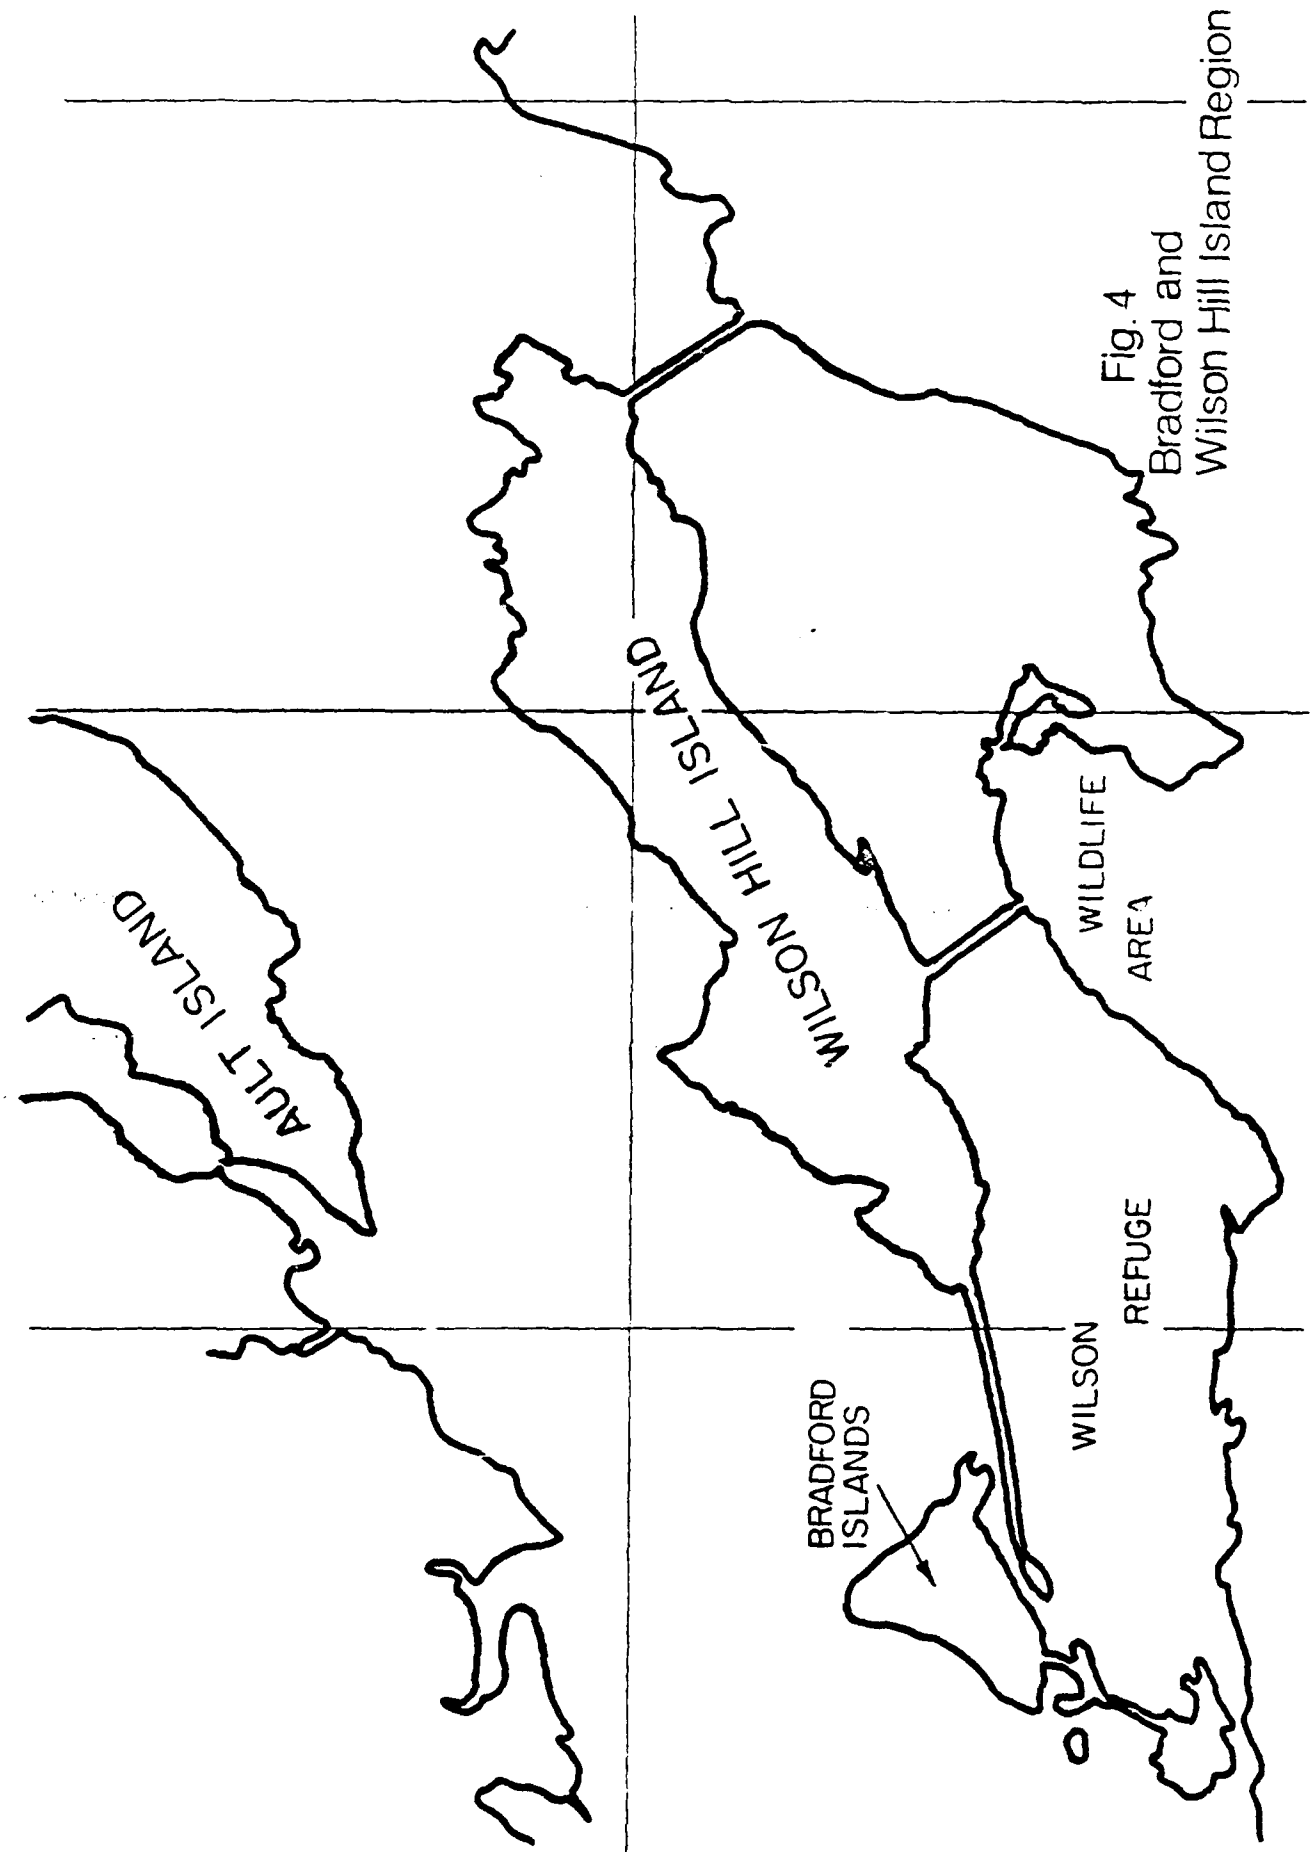 AULT ISLAND
WILSON HILL ISLAND
BRADFORD
ISLANDS
WILSON
REFUGE
WILDLIFE
AREA
Fig. 4
Bradford and
Wilson Hill Island Region